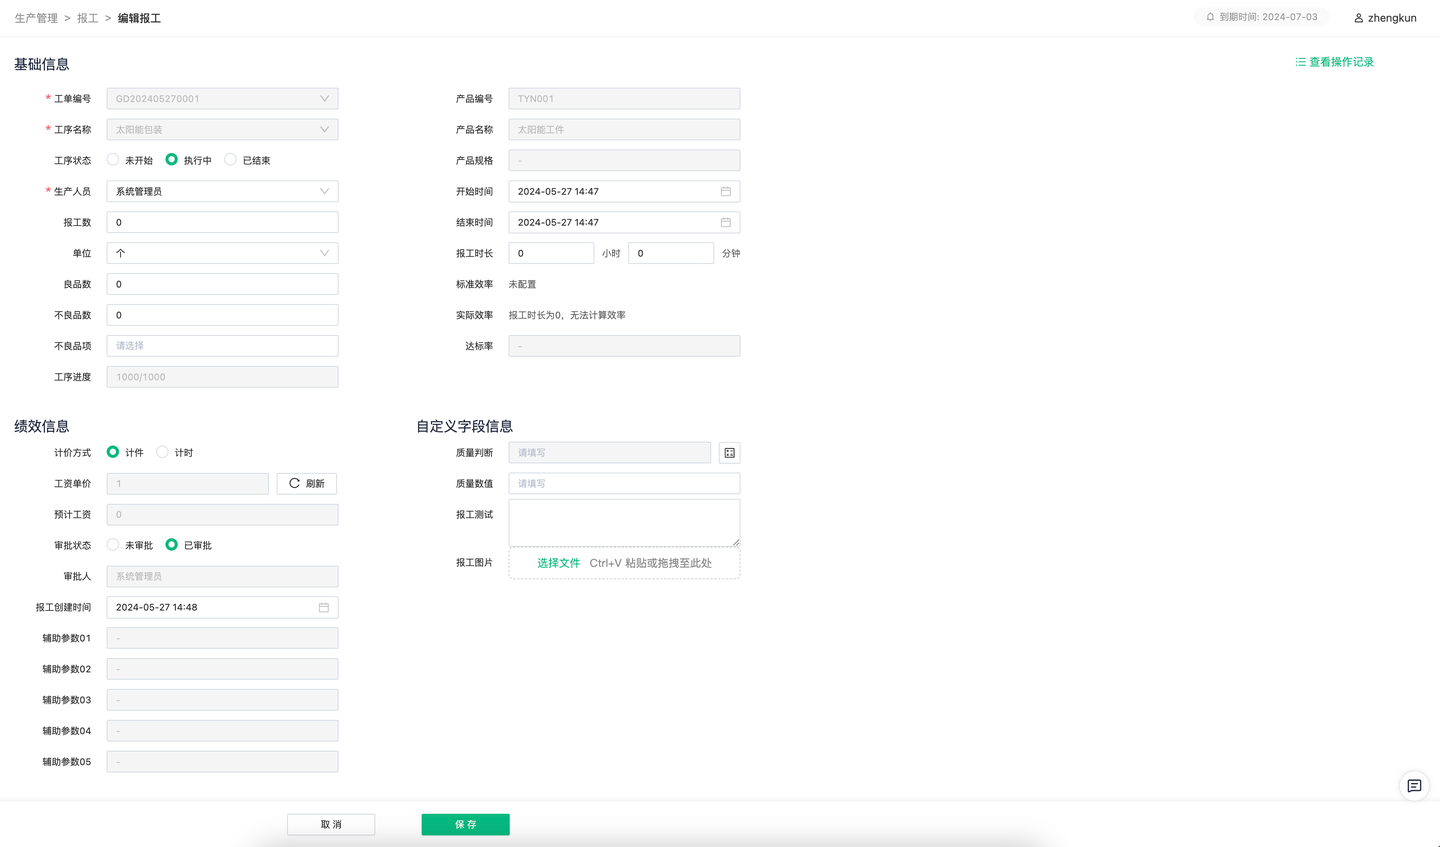 生产管理 > 报工 > 编辑报工
到期时间: 2024-07-03
zhengkun
基础信息
查看操作记录
* 工单编号 GD202405270001
产品编号 TYN001
* 工序名称 太阳能包装
产品名称 太阳能工件
工序状态 未开始 执行中 已结束
产品规格 -
* 生产人员 系统管理员
开始时间 2024-05-27 14:47
报工数 0
结束时间 2024-05-27 14:47
单位 个
报工时长 0 小时 0 分钟
良品数 0
标准效率 未配置
不良品数 0
实际效率 报工时长为0，无法计算效率
不良品项 请选择
达标率 -
工序进度 1000/1000
绩效信息
自定义字段信息
计价方式 计件 计时
质量判断 请填写
工资单价 1 刷新
质量数值 请填写
预计工资 0
报工测试
审批状态 未审批 已审批
报工图片 选择文件 Ctrl+V 粘贴或拖拽至此处
审批人 系统管理员
报工创建时间 2024-05-27 14:48
辅助参数01 -
辅助参数02 -
辅助参数03 -
辅助参数04 -
辅助参数05 -
取 消
保 存